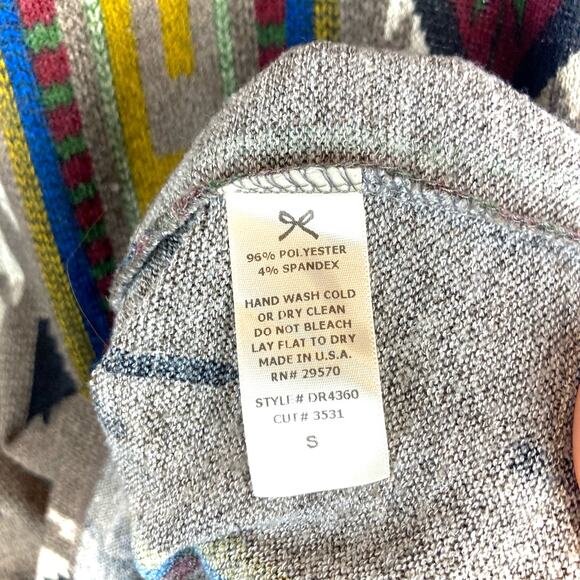 96% POLYESTER
4% SPANDEX
HAND WASH COLD
OR DRY CLEAN
DO NOT BLEACH
LAY FLAT TO DRY
MADE IN U.S.A.
RN# 29570
STYLE# DR4360
CUT# 3531
S